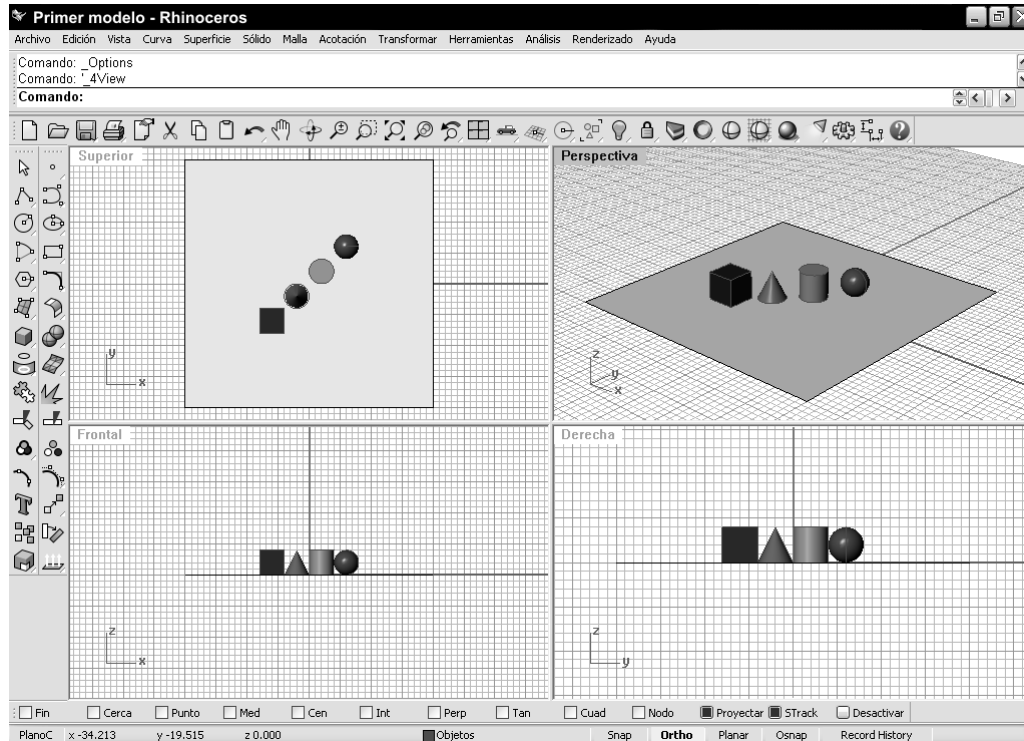 Primer modelo - Rhinoceros
Archivo Edición Vista Curva Superficie Sólido Malla Acotación Transformar Herramientas Análisis Renderizado Ayuda
Comando: _Options
Comando: '_4View
Comando:
Superior
Perspectiva
y
x
z
y
x
Frontal
Derecha
z
x
z
y
Fin Cerca Punto Med Cen Int Perp Tan Cuad Nodo Proyectar STrack Desactivar
PlanoC x -34.213 y -19.515 z 0.000 Objetos Snap Ortho Planar Osnap Record History